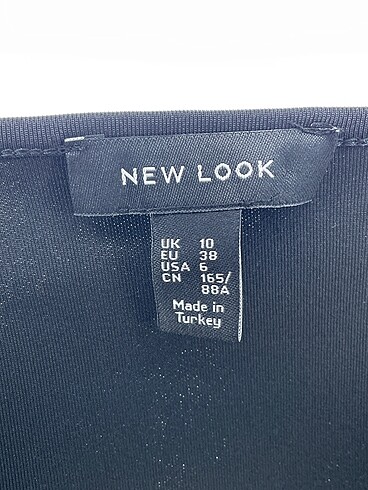 NEW LOOK
UK 10
EU 38
USA 6
CN 165/
88A
Made in
Turkey